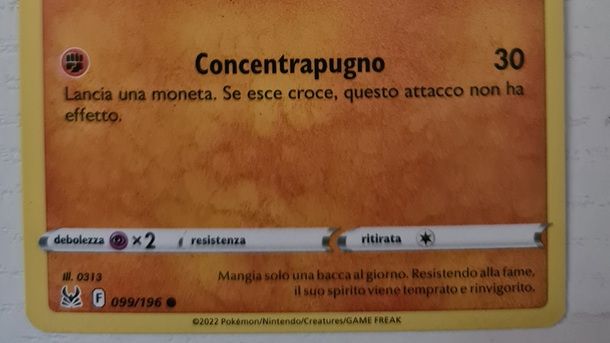 Concentrapugno 30
Lancia una moneta. Se esce croce, questo attacco non ha
effetto.
debolezza ×2 resistenza ritirata
Ill. 0313
Mangia solo una bacca al giorno. Resistendo alla fame,
il suo spirito viene temprato e rinvigorito.
F 099/196
©2022 Pokémon/Nintendo/Creatures/GAME FREAK